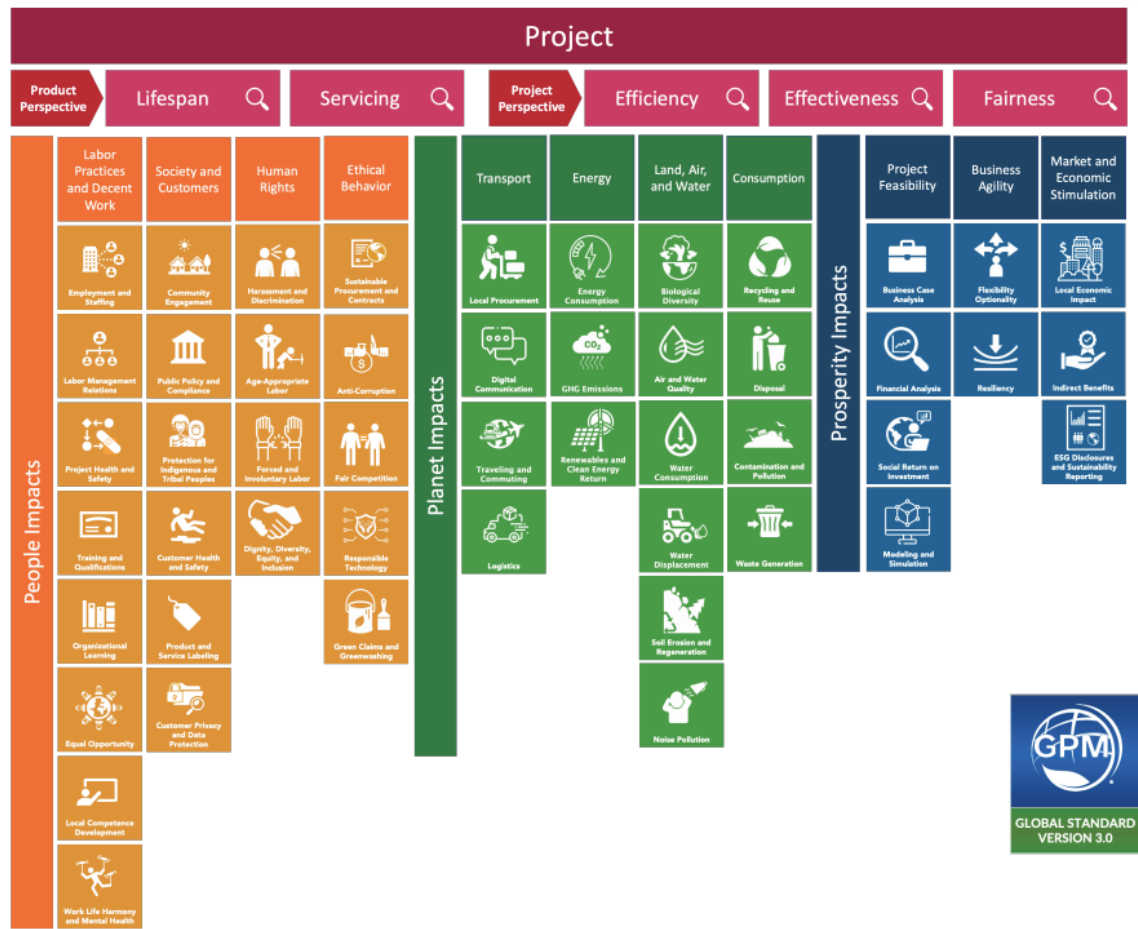 Project
Product
Perspective
Lifespan
Servicing
Project
Perspective
Efficiency
Effectiveness
Fairness
People Impacts
Labor
Practices
and Decent
Work
Employment and
Staffing
Labor Management
Relations
Project Health and
Safety
Training and
Qualifications
Organizational
Learning
Equal Opportunity
Local Competence
Development
Work Life Harmony
and Mental Health
Society and
Customers
Community
Engagement
Public Policy and
Compliance
Protection for
Indigenous and
Tribal Peoples
Customer Health
and Safety
Product and
Service Labeling
Customer Privacy
and Data
Protection
Human
Rights
Harassment and
Discrimination
Age-Appropriate
Labor
Forced and
Involuntary Labor
Dignity, Diversity,
Equity, and
Inclusion
Ethical
Behavior
Sustainable
Procurement and
Contracts
$
Anti-Corruption
Fair Competition
Responsible
Technology
Green Claims and
Greenwashing
Planet Impacts
Transport
Local Procurement
Digital
Communication
Traveling and
Commuting
Logistics
Energy
Energy
Consumption
CO₂
GHG Emissions
Renewables and
Clean Energy
Return
Land, Air,
and Water
Biological
Diversity
Air and Water
Quality
Water
Consumption
Water
Displacement
Soil Erosion and
Regeneration
Noise Pollution
Consumption
Recycling and
Reuse
Disposal
Contamination and
Pollution
Waste Generation
Prosperity Impacts
Project
Feasibility
Business Case
Analysis
Financial Analysis
Social Return on
Investment
Modeling and
Simulation
Business
Agility
Flexibility
Optionality
Resiliency
Market and
Economic
Stimulation
$
Local Economic
Impact
Indirect Benefits
ESG Disclosures
and Sustainability
Reporting
GPM
GLOBAL STANDARD
VERSION 3.0